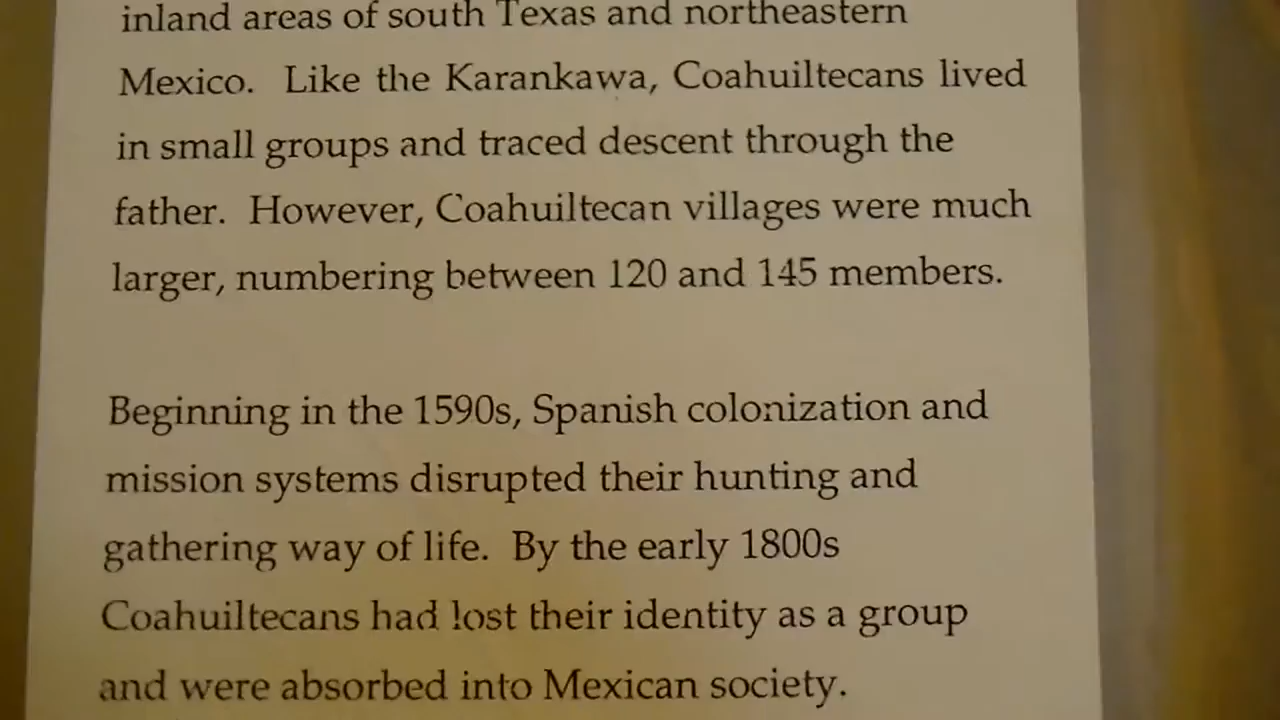 inland areas of south Texas and northeastern
Mexico. Like the Karankawa, Coahuiltecans lived
in small groups and traced descent through the
father. However, Coahuiltecan villages were much
larger, numbering between 120 and 145 members.
Beginning in the 1590s, Spanish colonization and
mission systems disrupted their hunting and
gathering way of life. By the early 1800s
Coahuiltecans had lost their identity as a group
and were absorbed into Mexican society.